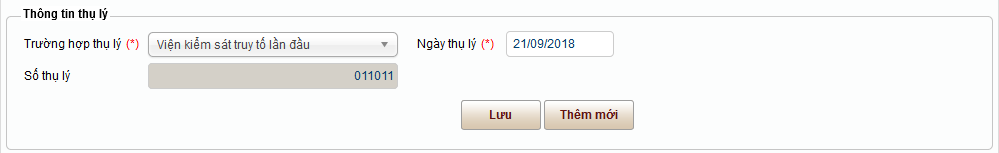 Thông tin thụ lý
Trường hợp thụ lý (*) Viện kiểm sát truy tố lần đầu Ngày thụ lý (*) 21/09/2018
Số thụ lý 011011
Lưu Thêm mới